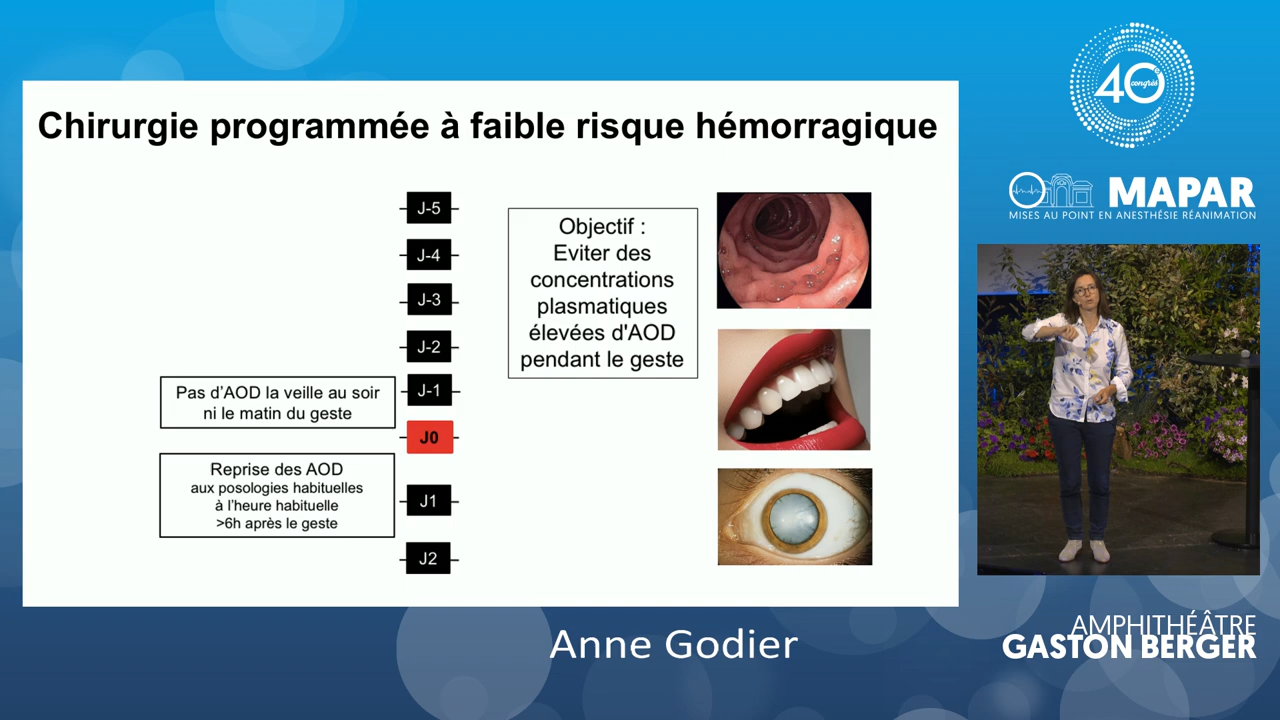 Chirurgie programmée à faible risque hémorragique
J-5
J-4
J-3
J-2
J-1
J0
J1
J2
Pas d'AOD la veille au soir
ni le matin du geste
Reprise des AOD
aux posologies habituelles
à l'heure habituelle
>6h après le geste
Objectif :
Eviter des
concentrations
plasmatiques
élevées d'AOD
pendant le geste
40e
congrès
MAPAR
MISES AU POINT EN ANESTHÉSIE RÉANIMATION
Anne Godier
AMPHITHÉÂTRE
GASTON BERGER